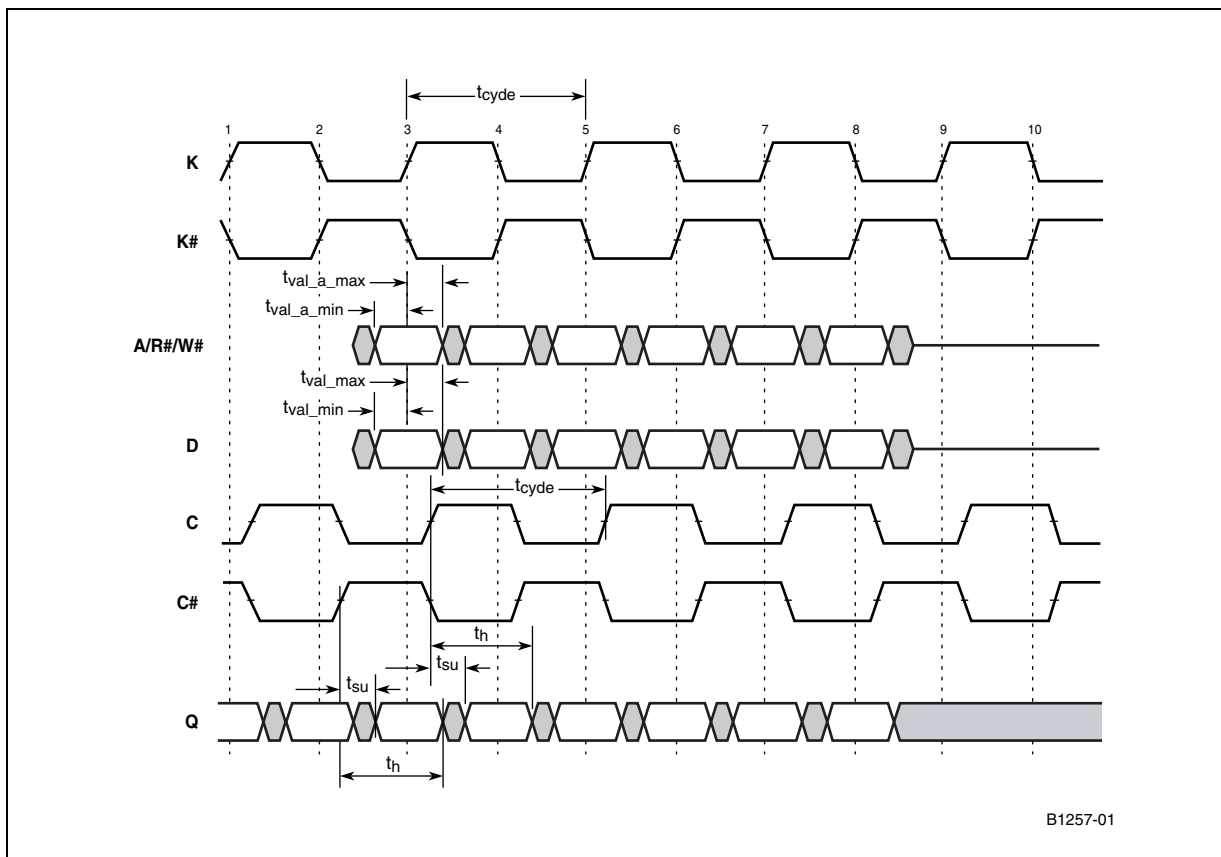 tcyde
1 2 3 4 5 6 7 8 9 10
K
K#
tval_a_max
tval_a_min
A/R#/W#
tval_max
tval_min
D
tcyde
C
C#
th
tsu
tsu
Q
th
B1257-01